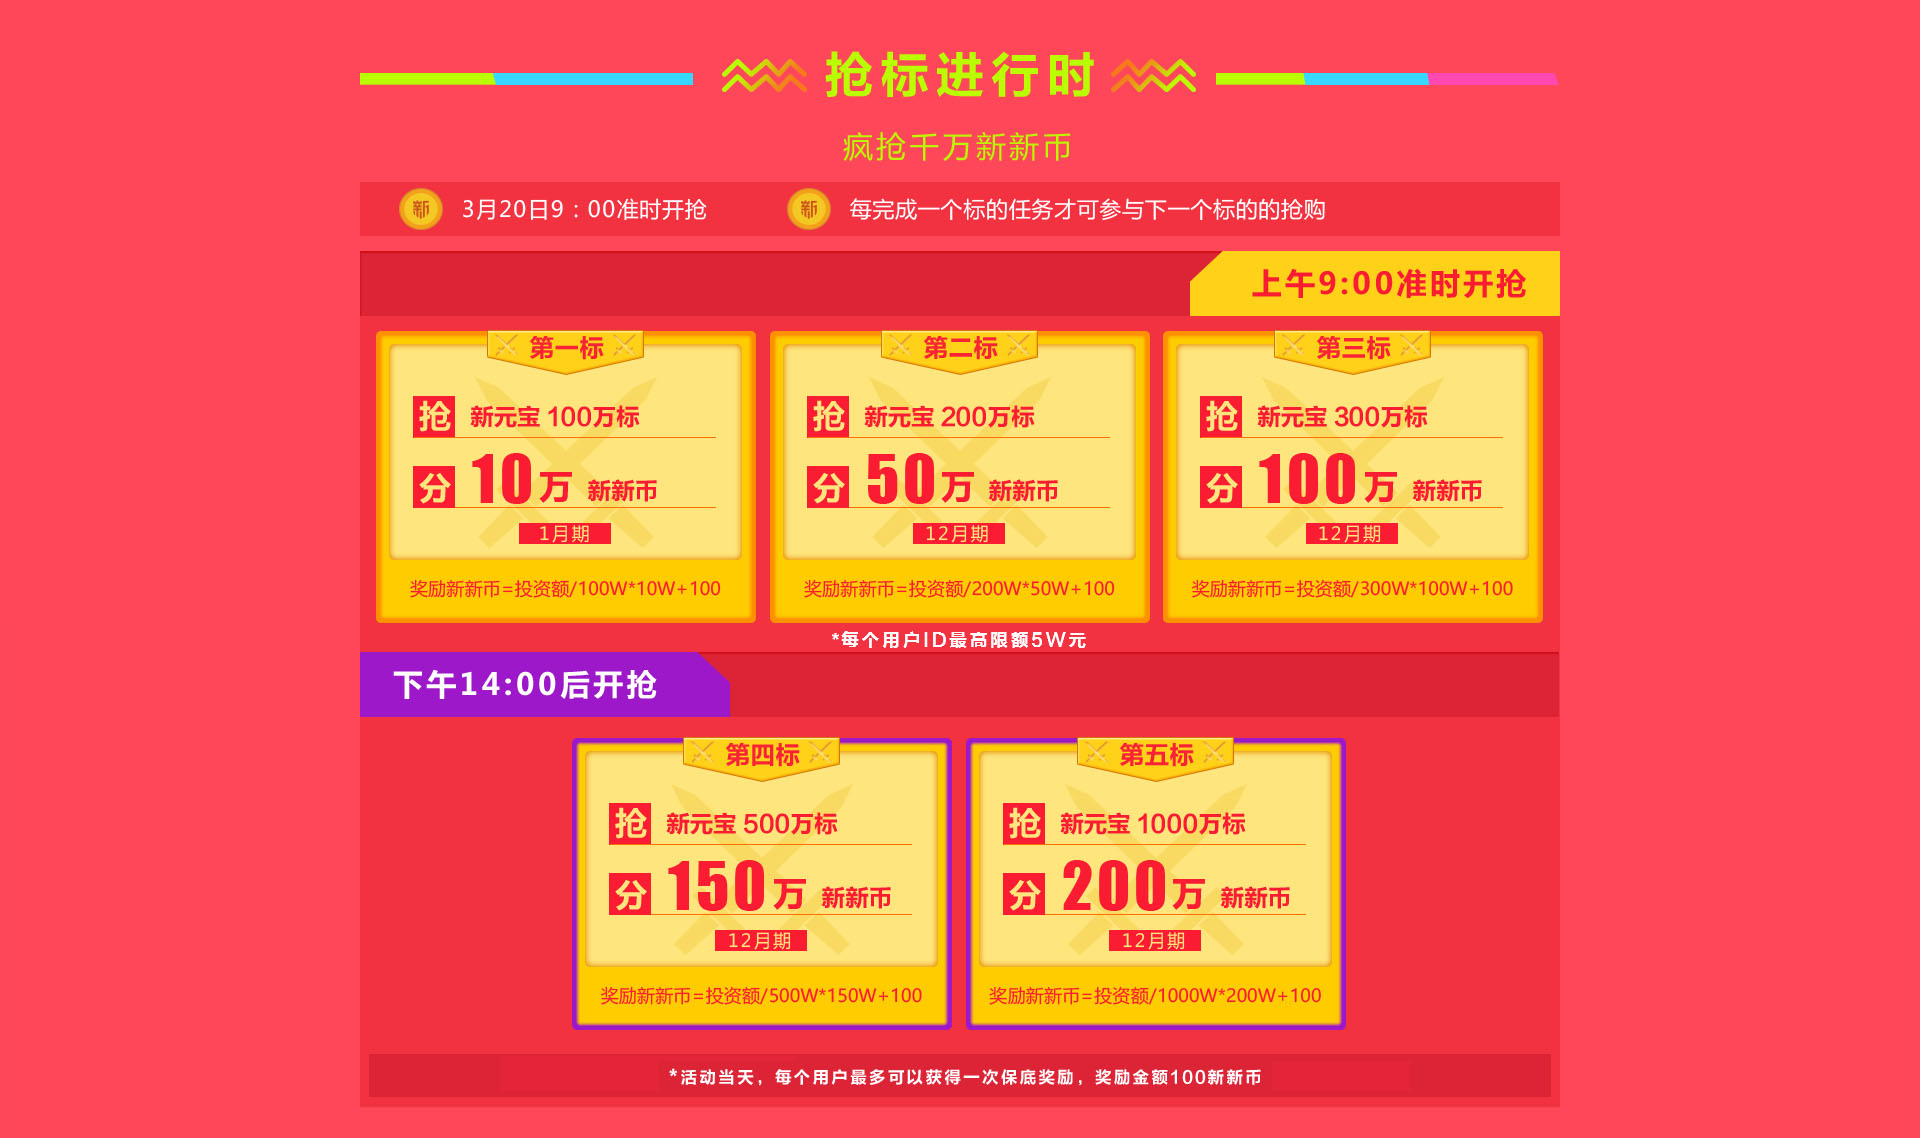 抢标进行时
疯抢千万新新币
新 3月20日9：00准时开抢
新 每完成一个标的任务才可参与下一个标的的抢购
上午9:00准时开抢
第一标
抢 新元宝 100万标
分 10万 新新币
1月期
奖励新新币=投资额/100W*10W+100
第二标
抢 新元宝 200万标
分 50万 新新币
12月期
奖励新新币=投资额/200W*50W+100
第三标
抢 新元宝 300万标
分 100万 新新币
12月期
奖励新新币=投资额/300W*100W+100
*每个用户ID最高限额5W元
下午14:00后开抢
第四标
抢 新元宝 500万标
分 150万 新新币
12月期
奖励新新币=投资额/500W*150W+100
第五标
抢 新元宝 1000万标
分 200万 新新币
12月期
奖励新新币=投资额/1000W*200W+100
*活动当天，每个用户最多可以获得一次保底奖励，奖励金额100新新币